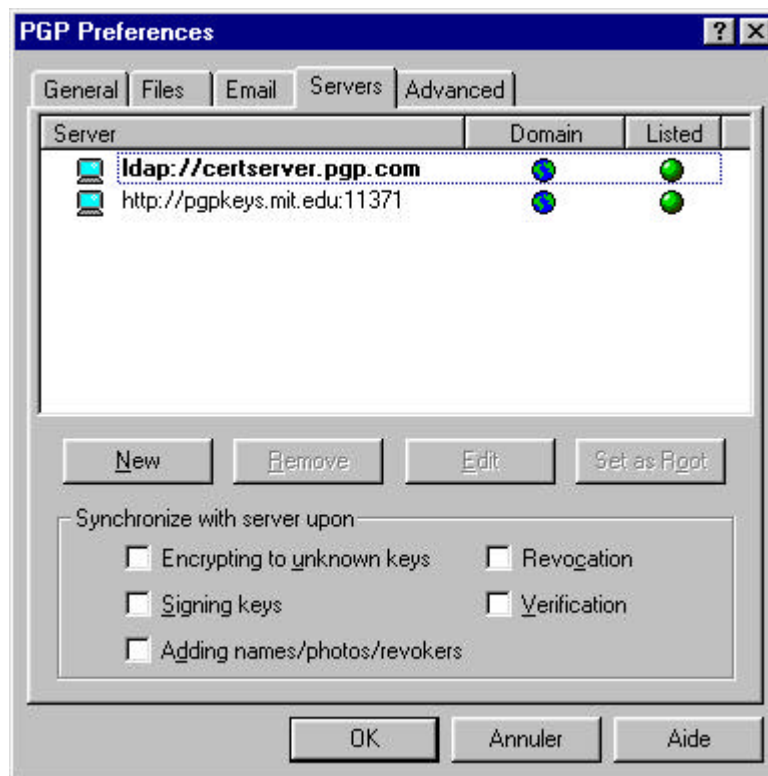 PGP Preferences
General Files Email Servers Advanced
Server Domain Listed
ldap://certserver.pgp.com
http://pgpkeys.mit.edu:11371
New Remove Edit Set as Root
Synchronize with server upon
Encrypting to unknown keys Revocation
Signing keys Verification
Adding names/photos/revokers
OK Annuler Aide